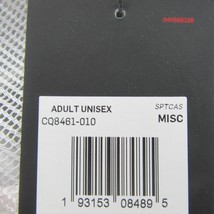 ADULT UNISEX
SPTCAS
CQ8461-010
MISC
1 93153 08489 5